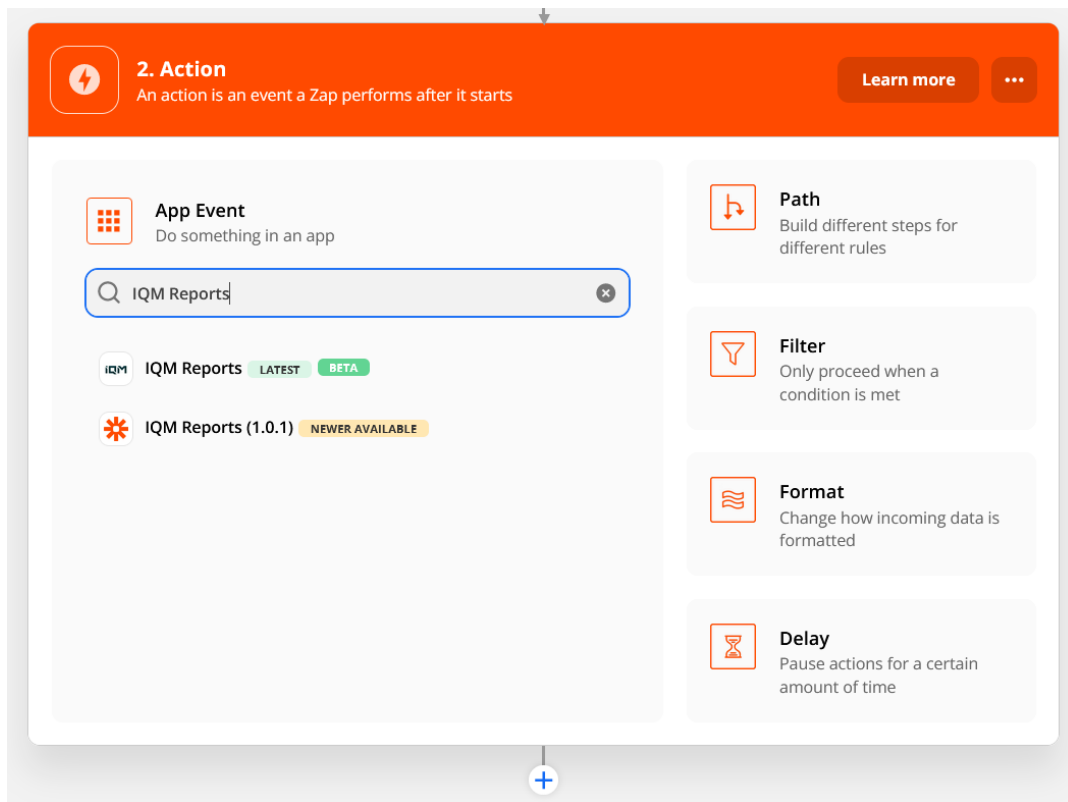 2. Action
An action is an event a Zap performs after it starts
Learn more
App Event
Do something in an app
IQM Reports
iQM IQM Reports LATEST BETA
IQM Reports (1.0.1) NEWER AVAILABLE
Path
Build different steps for
different rules
Filter
Only proceed when a
condition is met
Format
Change how incoming data is
formatted
Delay
Pause actions for a certain
amount of time